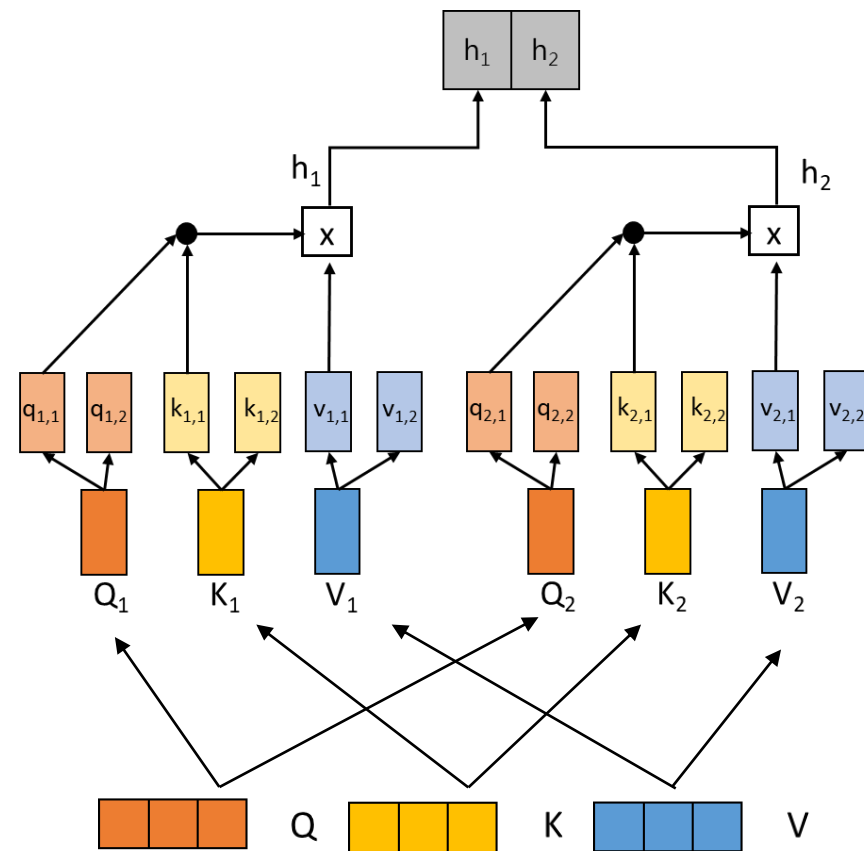 h1 h2
h1 h2
x x
q1,1 q1,2 k1,1 k1,2 v1,1 v1,2 q2,1 q2,2 k2,1 k2,2 v2,1 v2,2
Q1 K1 V1 Q2 K2 V2
Q K V